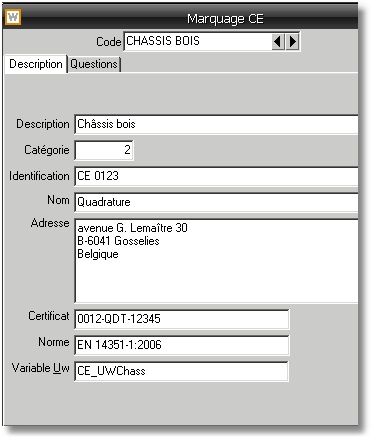 W Marquage CE
Code CHASSIS BOIS
Description Questions
Description Châssis bois
Catégorie 2
Identification CE 0123
Nom Quadrature
Adresse avenue G. Lemaître 30
B-6041 Gosselies
Belgique
Certificat 0012-QDT-12345
Norme EN 14351-1:2006
Variable Uw CE_UWChass